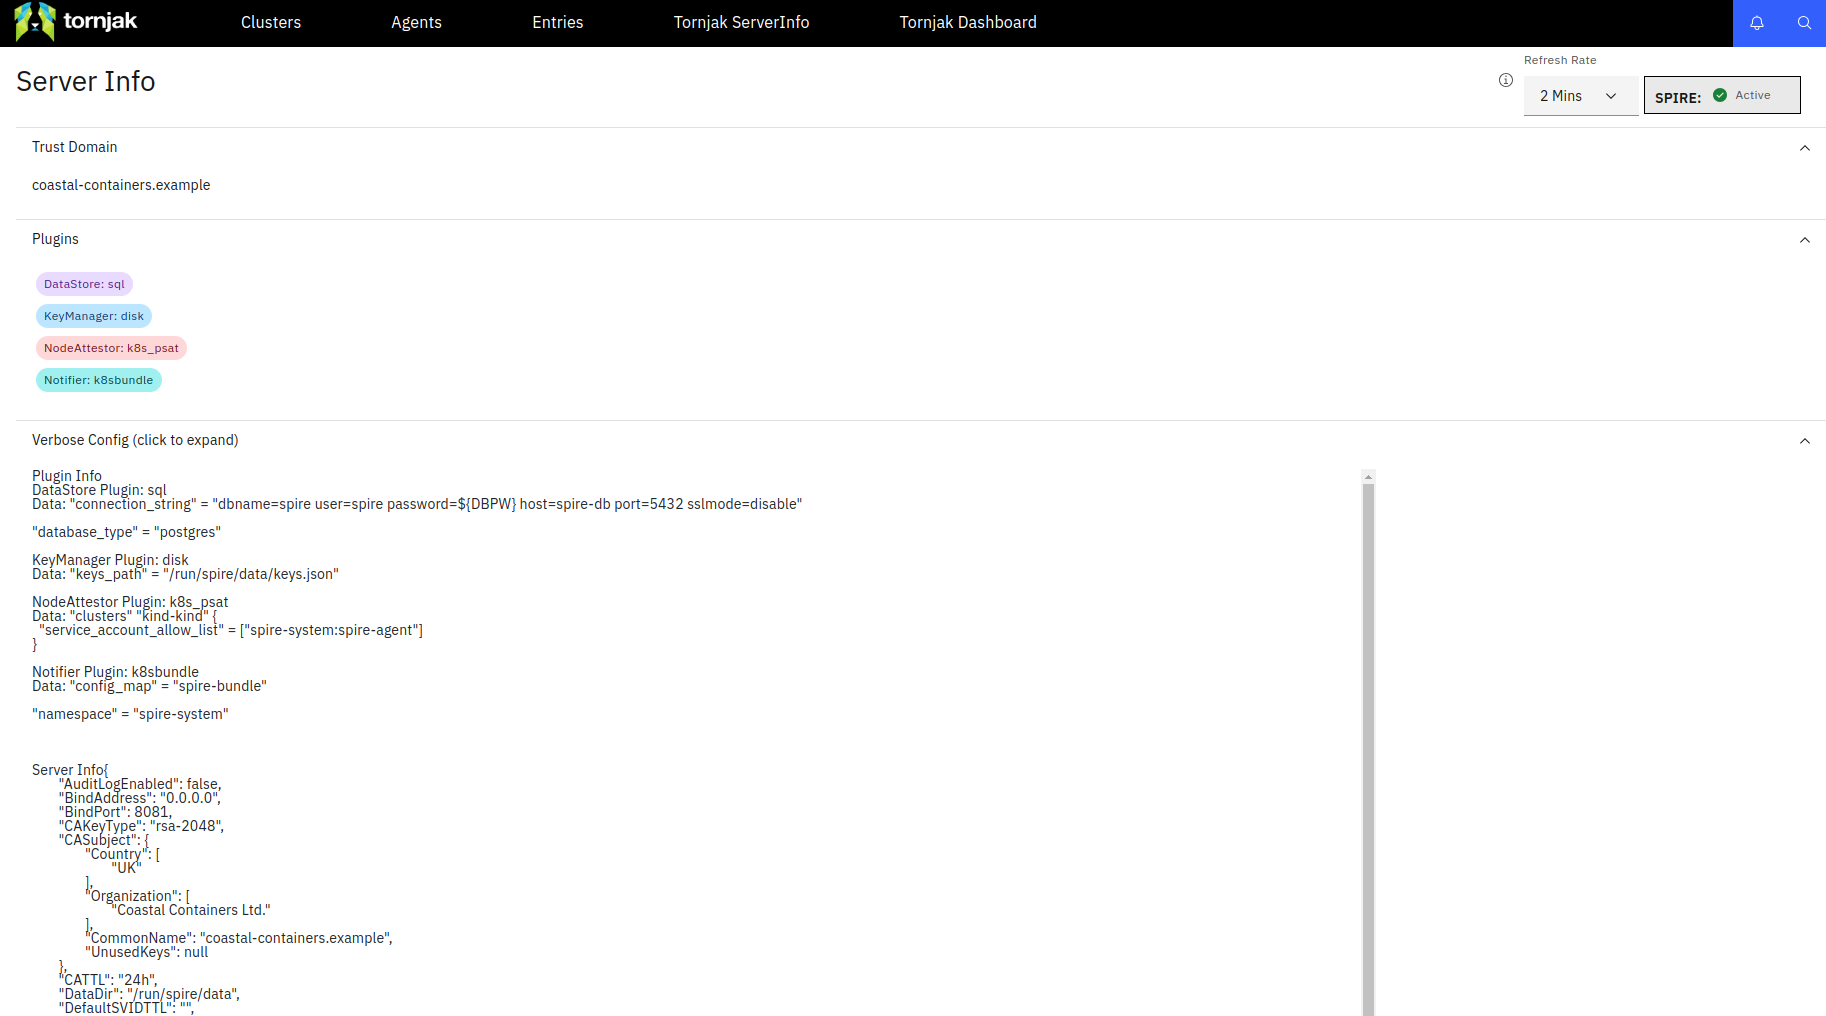 tornjak Clusters Agents Entries Tornjak ServerInfo Tornjak Dashboard
Server Info
Refresh Rate
2 Mins
SPIRE: Active
Trust Domain
coastal-containers.example
Plugins
DataStore: sql
KeyManager: disk
NodeAttestor: k8s_psat
Notifier: k8sbundle
Verbose Config (click to expand)
Plugin Info
DataStore Plugin: sql
Data: "connection_string" = "dbname=spire user=spire password=${DBPW} host=spire-db port=5432 sslmode=disable"
"database_type" = "postgres"
KeyManager Plugin: disk
Data: "keys_path" = "/run/spire/data/keys.json"
NodeAttestor Plugin: k8s_psat
Data: "clusters" "kind-kind" {
"service_account_allow_list" = ["spire-system:spire-agent"]
}
Notifier Plugin: k8sbundle
Data: "config_map" = "spire-bundle"
"namespace" = "spire-system"
Server Info{
"AuditLogEnabled": false,
"BindAddress": "0.0.0.0",
"BindPort": 8081,
"CAKeyType": "rsa-2048",
"CASubject": {
"Country": [
"UK"
],
"Organization": [
"Coastal Containers Ltd."
],
"CommonName": "coastal-containers.example",
"UnusedKeys": null
},
"CATTL": "24h",
"DataDir": "/run/spire/data",
"DefaultSVIDTTL": "",